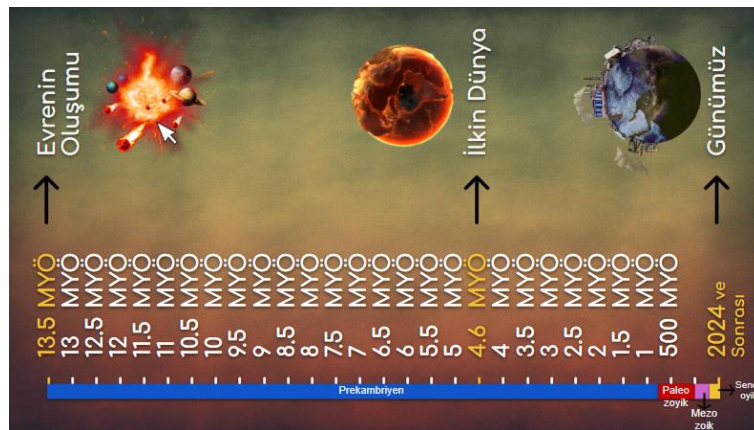 Evrenin
Oluşumu
İlkin Dünya
Günümüz
13.5 MYÖ
13 MYÖ
12.5 MYÖ
12 MYÖ
11.5 MYÖ
11 MYÖ
10.5 MYÖ
10 MYÖ
9.5 MYÖ
9 MYÖ
8.5 MYÖ
8 MYÖ
7.5 MYÖ
7 MYÖ
6.5 MYÖ
6 MYÖ
5.5 MYÖ
5 MYÖ
4.6 MYÖ
4 MYÖ
3.5 MYÖ
3 MYÖ
2.5 MYÖ
2 MYÖ
1.5 MYÖ
1 MYÖ
500 MYÖ
2024 ve
Sonrası
Prekambriyen
Paleo
zoyik
Mezo
zoik
oyik